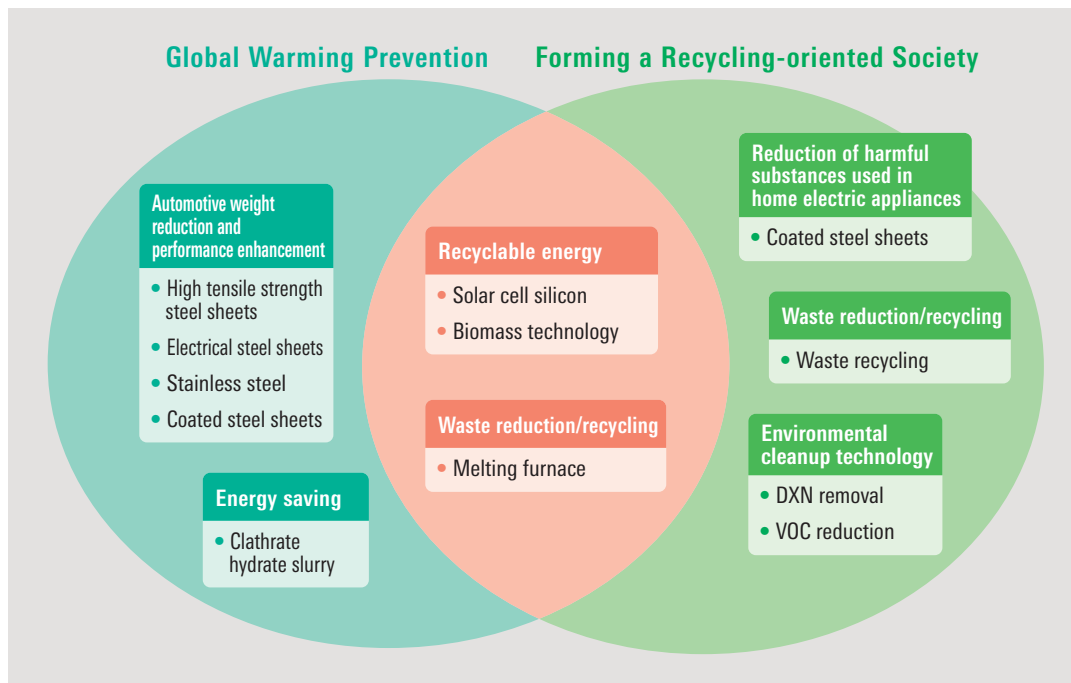 Global Warming Prevention
Forming a Recycling-oriented Society
Automotive weight
reduction and
performance enhancement
• High tensile strength
steel sheets
• Electrical steel sheets
• Stainless steel
• Coated steel sheets
Energy saving
• Clathrate
hydrate slurry
Recyclable energy
• Solar cell silicon
• Biomass technology
Waste reduction/recycling
• Melting furnace
Reduction of harmful
substances used in
home electric appliances
• Coated steel sheets
Waste reduction/recycling
• Waste recycling
Environmental
cleanup technology
• DXN removal
• VOC reduction